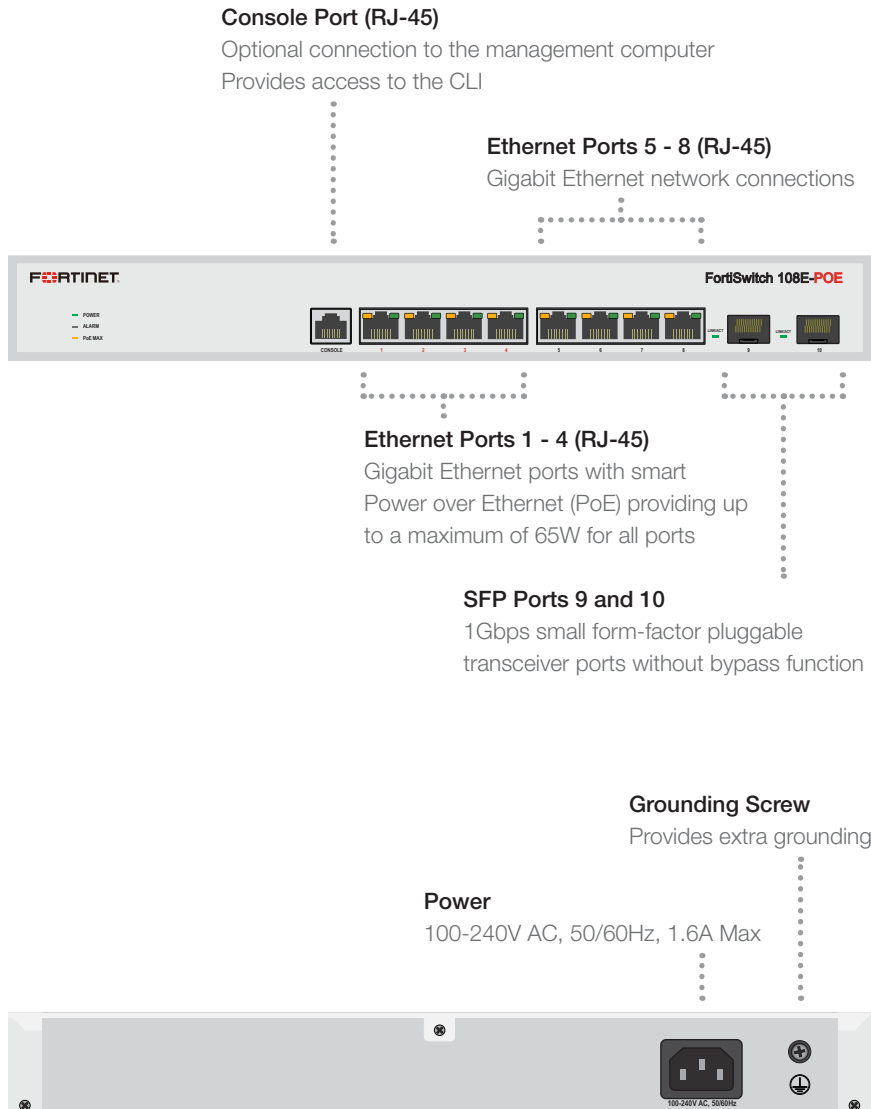 Console Port (RJ-45)
Optional connection to the management computer
Provides access to the CLI
Ethernet Ports 5 - 8 (RJ-45)
Gigabit Ethernet network connections
FORTINET
FortiSwitch 108E-POE
POWER
ALARM
PoE MAX
CONSOLE
1 2 3 4 5 6 7 8
LINK/ACT
9
LINK/ACT
10
Ethernet Ports 1 - 4 (RJ-45)
Gigabit Ethernet ports with smart
Power over Ethernet (PoE) providing up
to a maximum of 65W for all ports
SFP Ports 9 and 10
1Gbps small form-factor pluggable
transceiver ports without bypass function
Grounding Screw
Provides extra grounding
Power
100-240V AC, 50/60Hz, 1.6A Max
100-240V AC, 50/60Hz